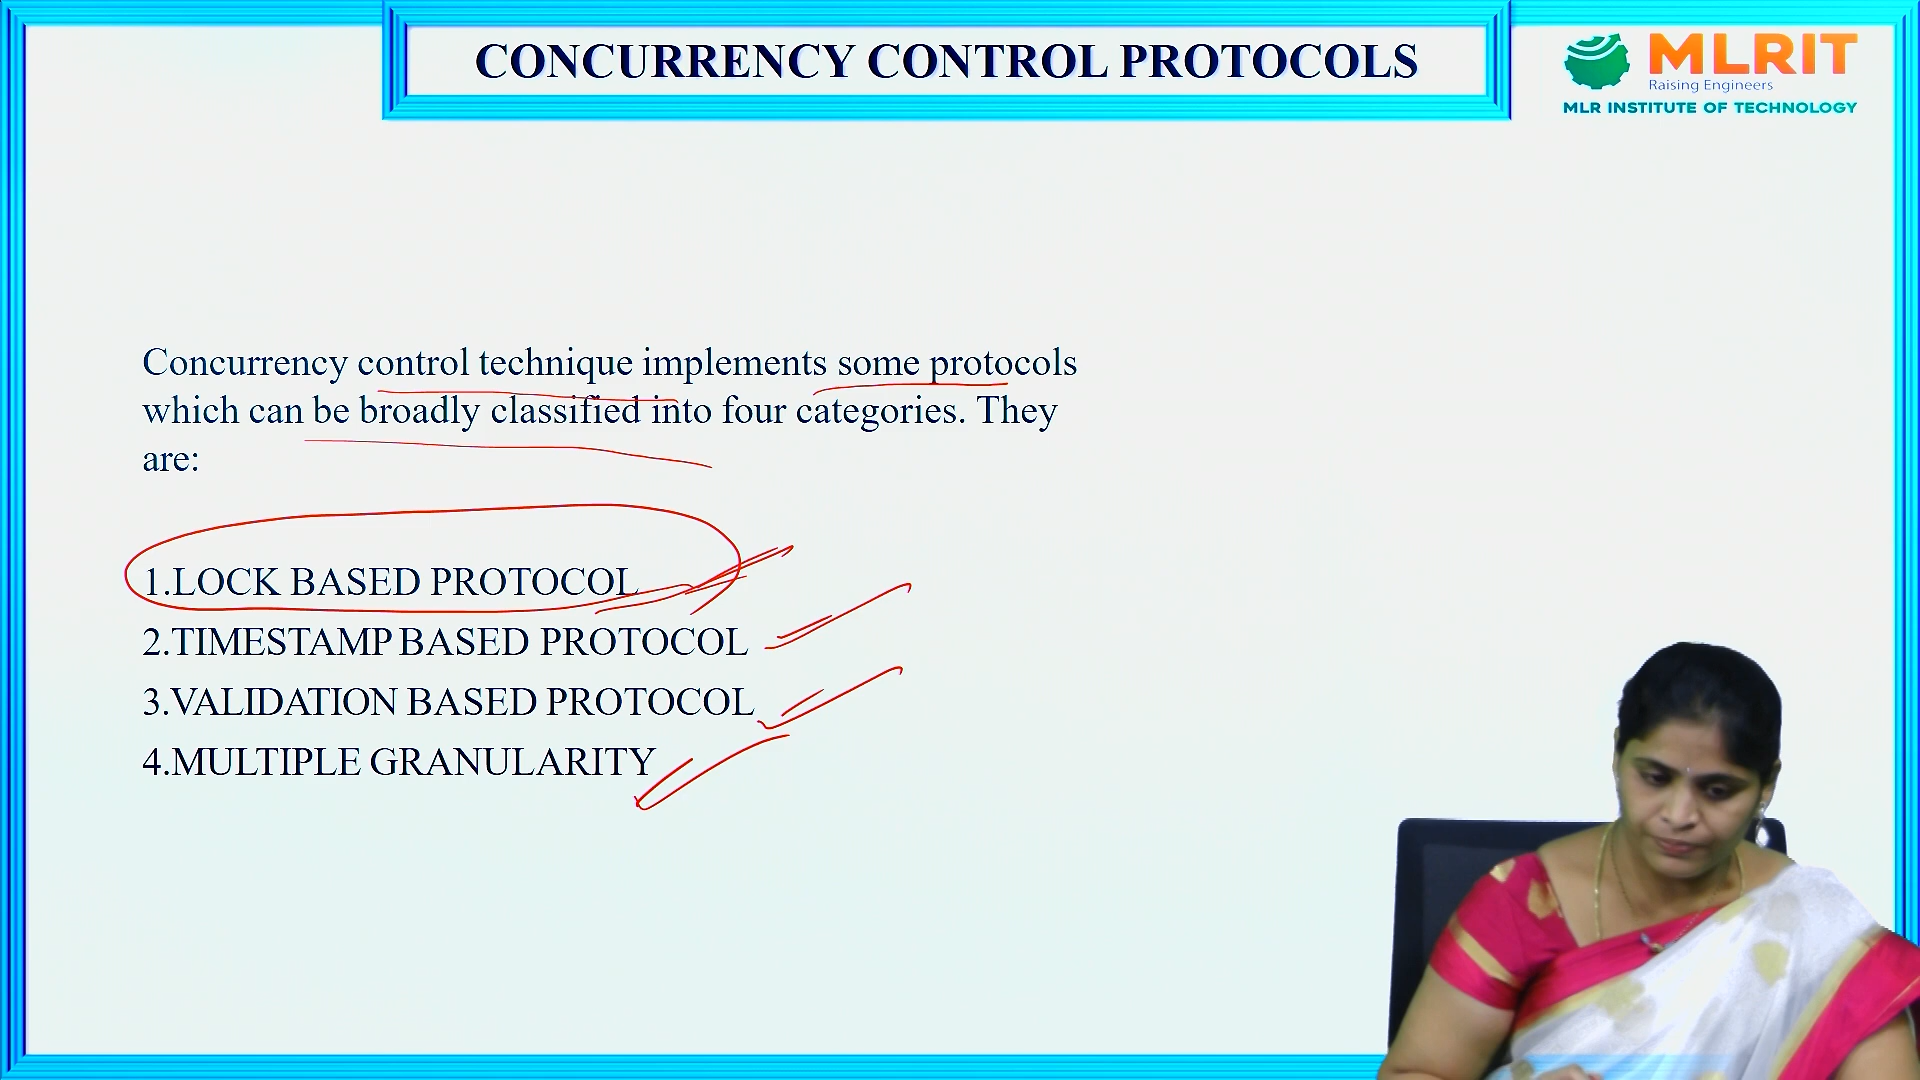 CONCURRENCY CONTROL PROTOCOLS
MLRIT
Raising Engineers
MLR INSTITUTE OF TECHNOLOGY
Concurrency control technique implements some protocols
which can be broadly classified into four categories. They
are:
1.LOCK BASED PROTOCOL
2.TIMESTAMP BASED PROTOCOL
3.VALIDATION BASED PROTOCOL
4.MULTIPLE GRANULARITY